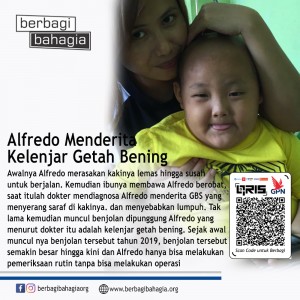 berbagi
bahagia
Alfredo Menderita
Kelenjar Getah Bening
Awalnya Alfredo merasakan kakinya lemas hingga susah
untuk berjalan. Kemudian ibunya membawa Alfredo berobat,
saat itulah dokter mendiagnosa Alfredo menderita GBS yang
menyerang saraf di kakinya. dan menyebabkan lumpuh. Tak
lama kemudian muncul benjolan dipunggung Alfredo yang
menurut dokter itu adalah kelenjar getah bening. Sejak awal
muncul nya benjolan tersebut tahun 2019, benjolan tersebut
semakin besar hingga kini dan Alfredo hanya bisa melakukan
pemeriksaan rutin tanpa bisa melakukan operasi
QRIS
GPN
Scan Code untuk Berbagi
berbagibahagiaorg
www.berbagibahagia.org
berbagibahagia.org